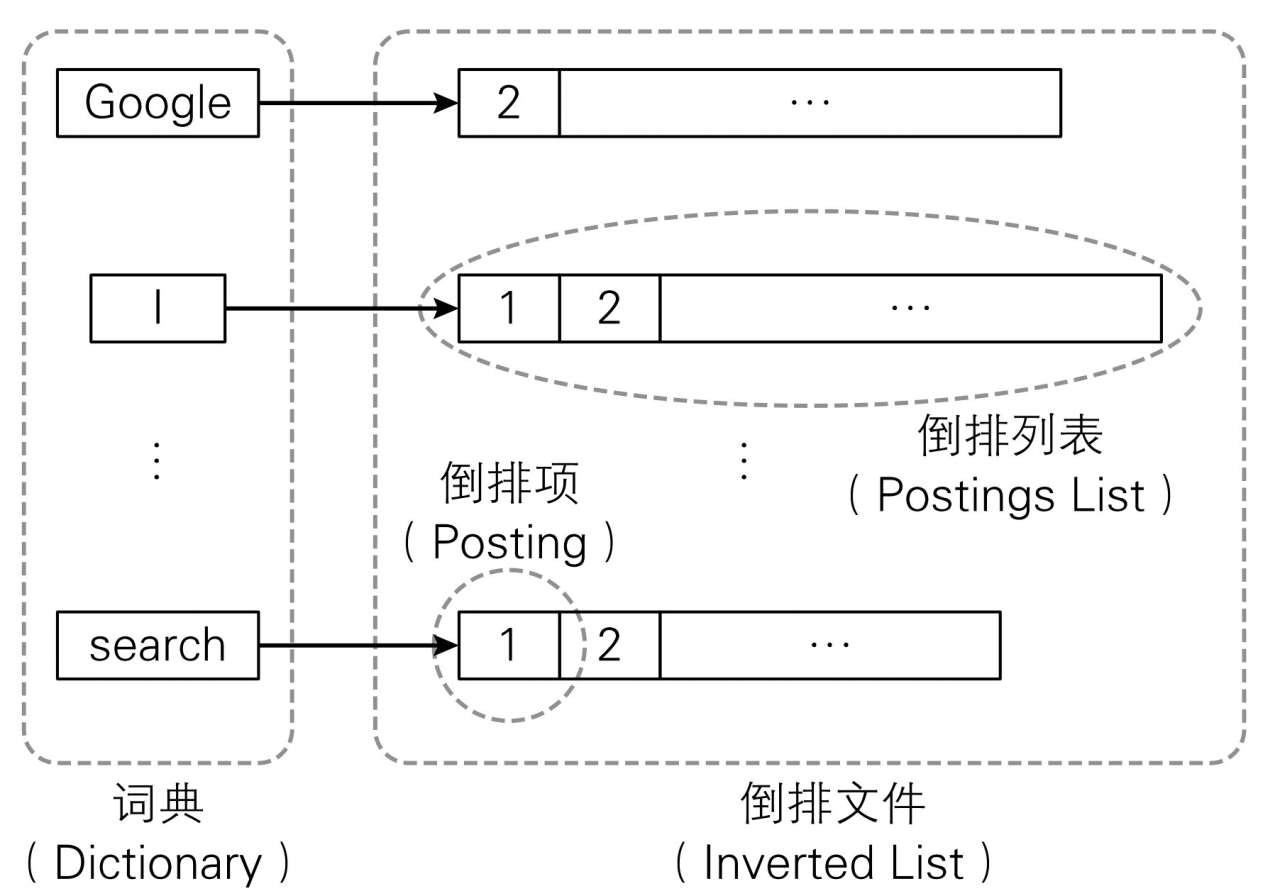 Google
2
…
I
1
2
…
⋮
⋮
倒排列表
( Postings List )
倒排项
( Posting )
search
1
2
…
词典
( Dictionary )
倒排文件
( Inverted List )